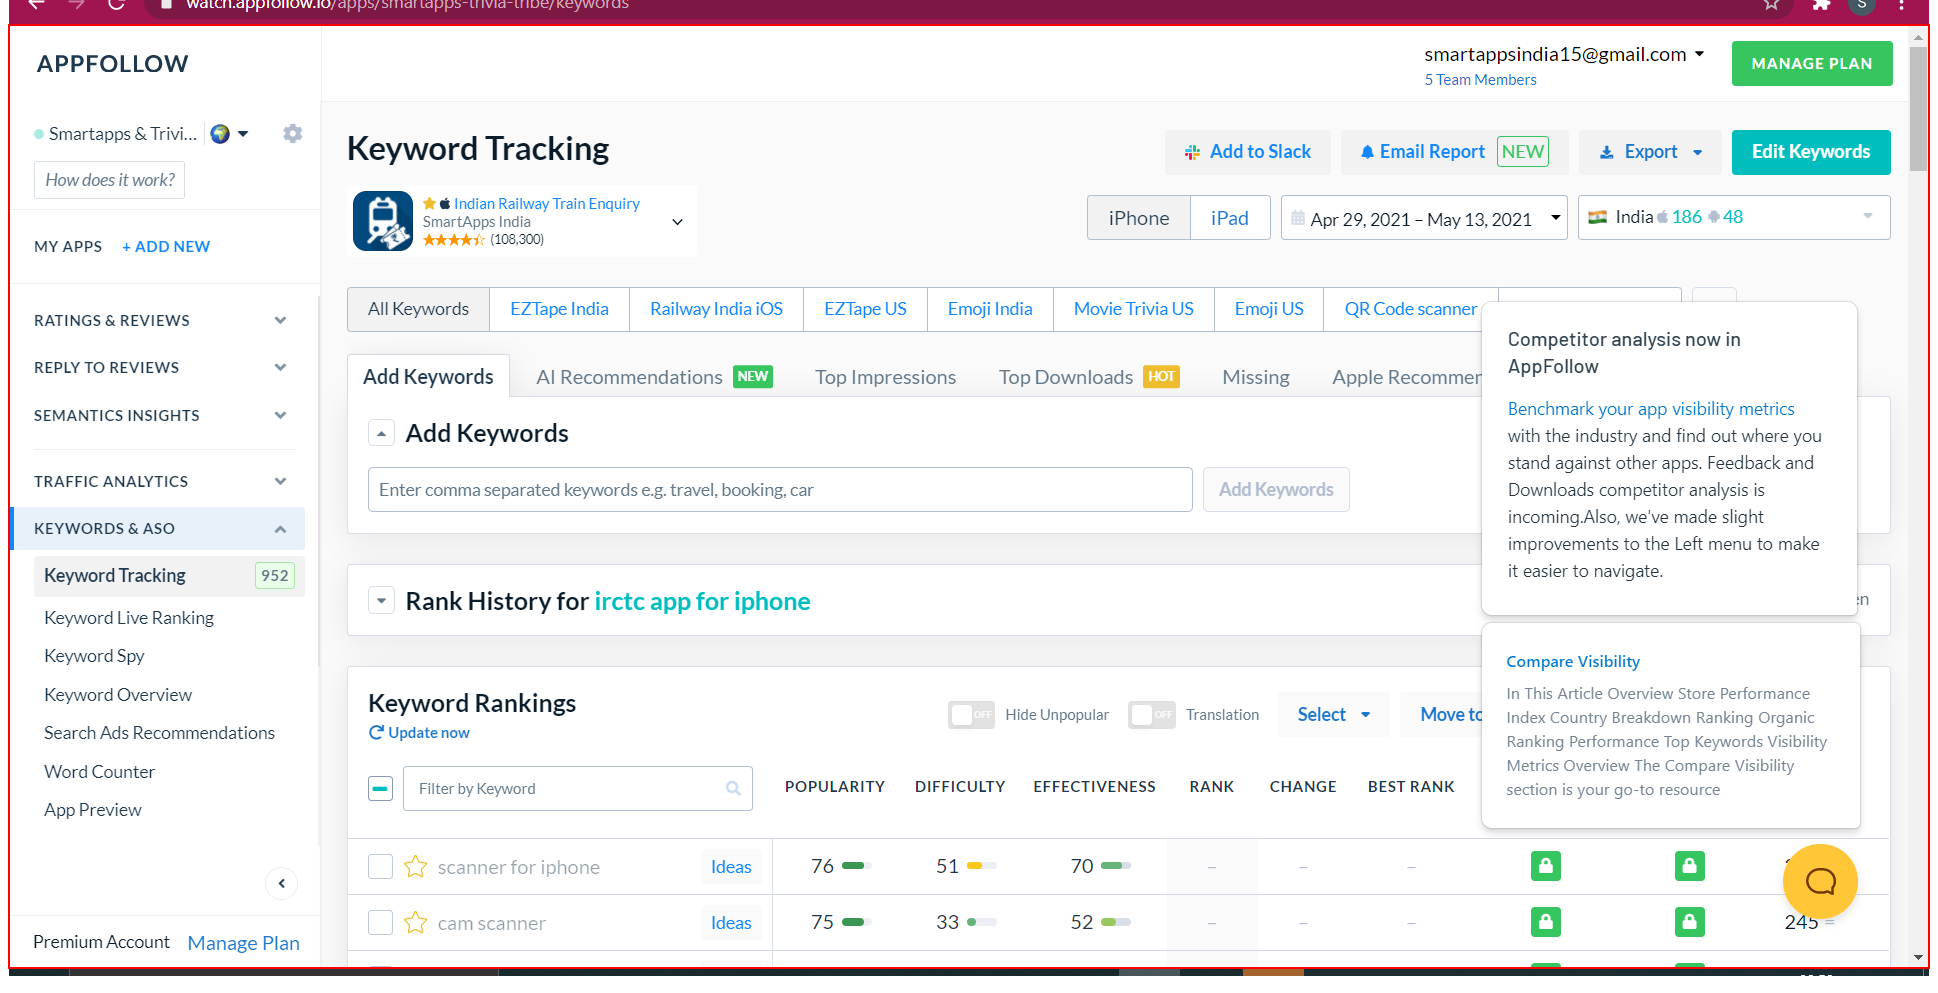 watch.appfollow.io/apps/smartapps-trivia-tribe/keywords
S
APPFOLLOW
smartappsindia15@gmail.com
5 Team Members
MANAGE PLAN
Smartapps & Trivi...
How does it work?
MY APPS + ADD NEW
RATINGS & REVIEWS
REPLY TO REVIEWS
SEMANTICS INSIGHTS
TRAFFIC ANALYTICS
KEYWORDS & ASO
Keyword Tracking 952
Keyword Live Ranking
Keyword Spy
Keyword Overview
Search Ads Recommendations
Word Counter
App Preview
Premium Account Manage Plan
Keyword Tracking
Add to Slack Email Report NEW Export Edit Keywords
Indian Railway Train Enquiry
SmartApps India
(108,300)
iPhone iPad Apr 29, 2021 – May 13, 2021 India 186 48
All Keywords EZTape India Railway India iOS EZTape US Emoji India Movie Trivia US Emoji US QR Code scanner
Add Keywords AI Recommendations NEW Top Impressions Top Downloads HOT Missing Apple Recommen
Add Keywords
Enter comma separated keywords e.g. travel, booking, car Add Keywords
Rank History for irctc app for iphone
en
Competitor analysis now in
AppFollow
Benchmark your app visibility metrics
with the industry and find out where you
stand against other apps. Feedback and
Downloads competitor analysis is
incoming.Also, we've made slight
improvements to the Left menu to make
it easier to navigate.
Compare Visibility
In This Article Overview Store Performance
Index Country Breakdown Ranking Organic
Ranking Performance Top Keywords Visibility
Metrics Overview The Compare Visibility
section is your go-to resource
Keyword Rankings
Update now
OFF Hide Unpopular OFF Translation Select Move to
Filter by Keyword POPULARITY DIFFICULTY EFFECTIVENESS RANK CHANGE BEST RANK
scanner for iphone Ideas 76 51 70 – – –
cam scanner Ideas 75 33 52 – – – 245 =